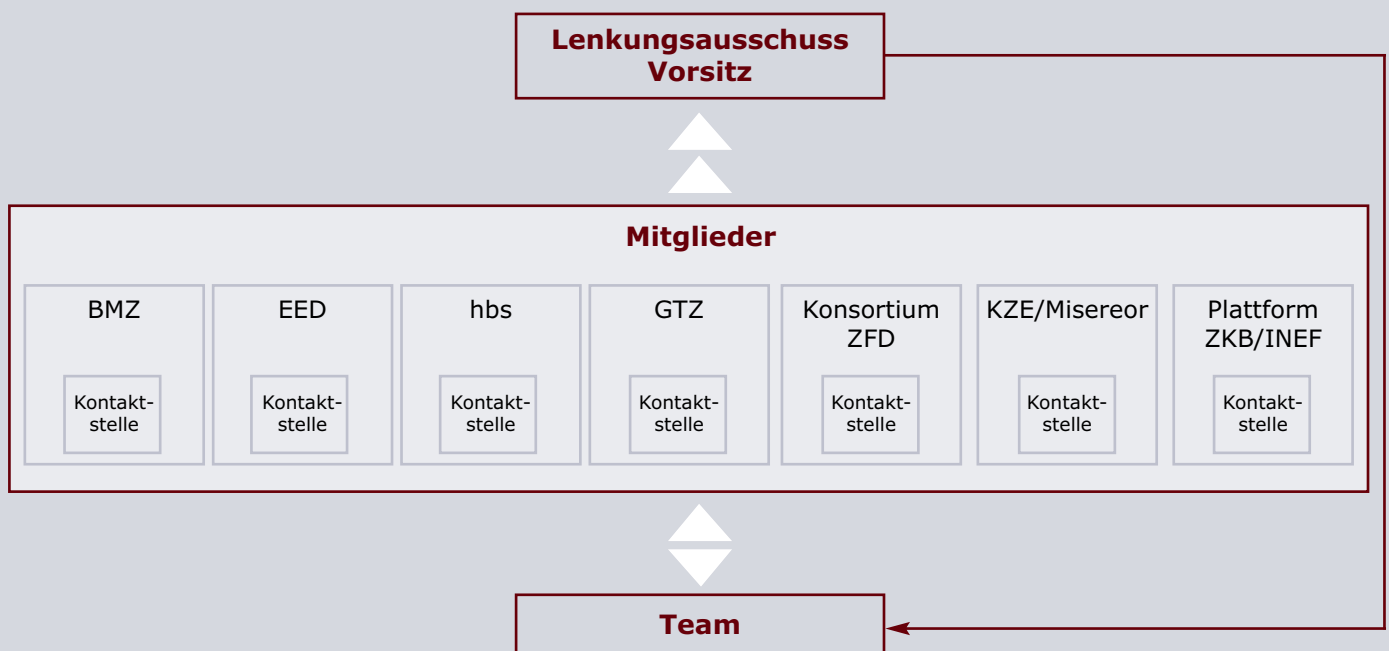 Lenkungsausschuss
Vorsitz
Mitglieder
BMZ
Kontakt-
stelle
EED
Kontakt-
stelle
hbs
Kontakt-
stelle
GTZ
Kontakt-
stelle
Konsortium
ZFD
Kontakt-
stelle
KZE/Misereor
Kontakt-
stelle
Plattform
ZKB/INEF
Kontakt-
stelle
Team